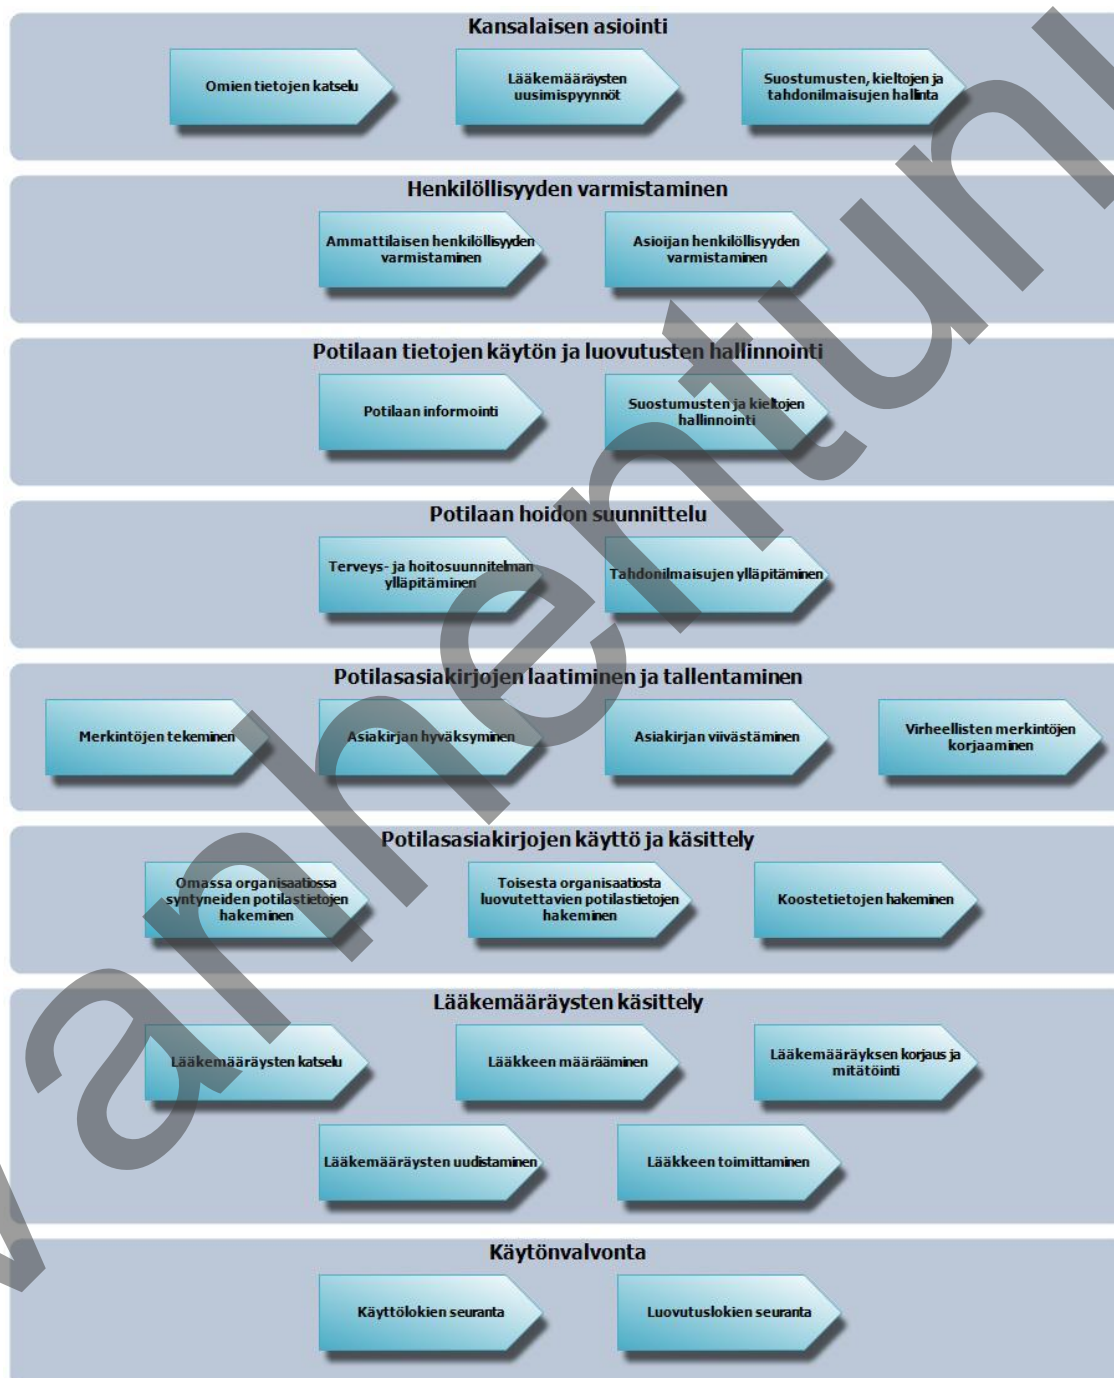 Kansalaisen asiointi
Omien tietojen katselu
Lääkemääräysten
uusimispyynnöt
Suostumusten, kieltojen ja
tahdonilmaisujen hallinta
Henkilöllisyyden varmistaminen
Ammattilaisen henkilöllisyyden
varmistaminen
Asioijan henkilöllisyyden
varmistaminen
Potilaan tietojen käytön ja luovutusten hallinnointi
Potilaan informointi
Suostumusten ja kieltojen
hallinnointi
Potilaan hoidon suunnittelu
Terveys- ja hoitosuunnitelman
ylläpitäminen
Tahdonilmaisujen ylläpitäminen
Potilasasiakirjojen laatiminen ja tallentaminen
Merkintöjen tekeminen
Asiakirjan hyväksyminen
Asiakirjan viivästäminen
Virheellisten merkintöjen
korjaaminen
Potilasasiakirjojen käyttö ja käsittely
Omassa organisaatiossa
syntyneiden potilastietojen
hakeminen
Toisesta organisaatiosta
luovutettavien potilastietojen
hakeminen
Koostetietojen hakeminen
Lääkemääräysten käsittely
Lääkemääräysten katselu
Lääkkeen määrääminen
Lääkemääräyksen korjaus ja
mitätöinti
Lääkemääräysten uudistaminen
Lääkkeen toimittaminen
Käytönvalvonta
Käyttölokien seuranta
Luovutuslokien seuranta
vanhentunu